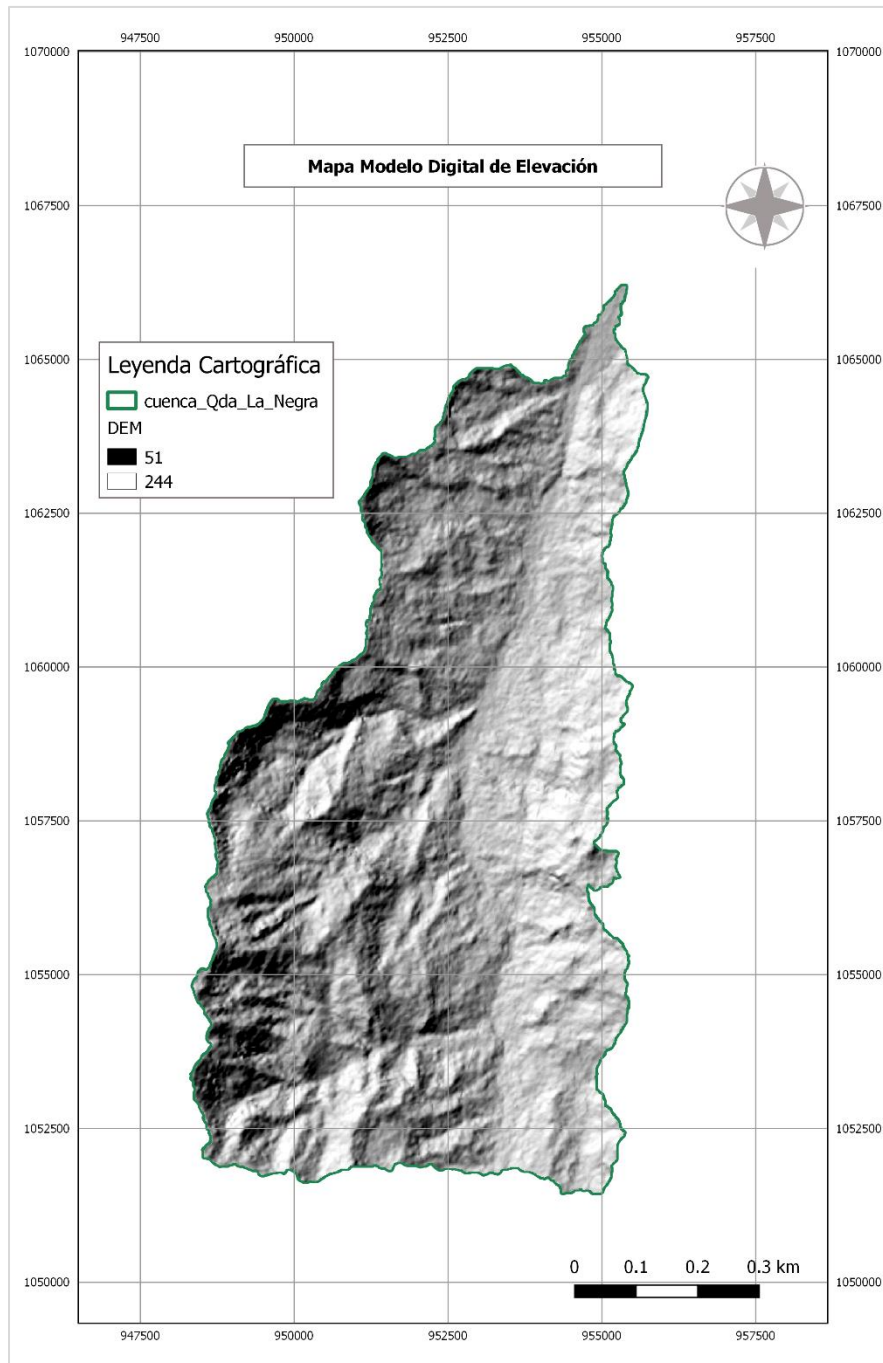 947500 950000 952500 955000 957500
1070000 1070000
Mapa Modelo Digital de Elevación
1067500 1067500
1065000 1065000
Leyenda Cartográfica
cuenca_Qda_La_Negra
DEM
51
244
1062500 1062500
1060000 1060000
1057500 1057500
1055000 1055000
1052500 1052500
0 0.1 0.2 0.3 km
1050000 1050000
947500 950000 952500 955000 957500